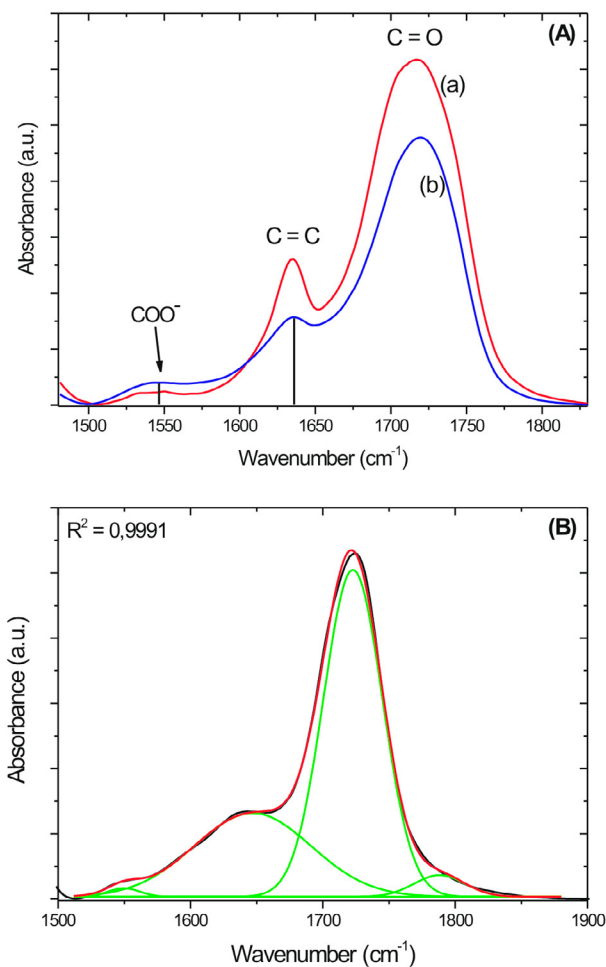 C = O
(A)
(a)
(b)
C = C
COO⁻
Absorbance (a.u.)
1500 1550 1600 1650 1700 1750 1800
Wavenumber (cm⁻¹)
R² = 0,9991
(B)
Absorbance (a.u.)
1500 1600 1700 1800 1900
Wavenumber (cm⁻¹)